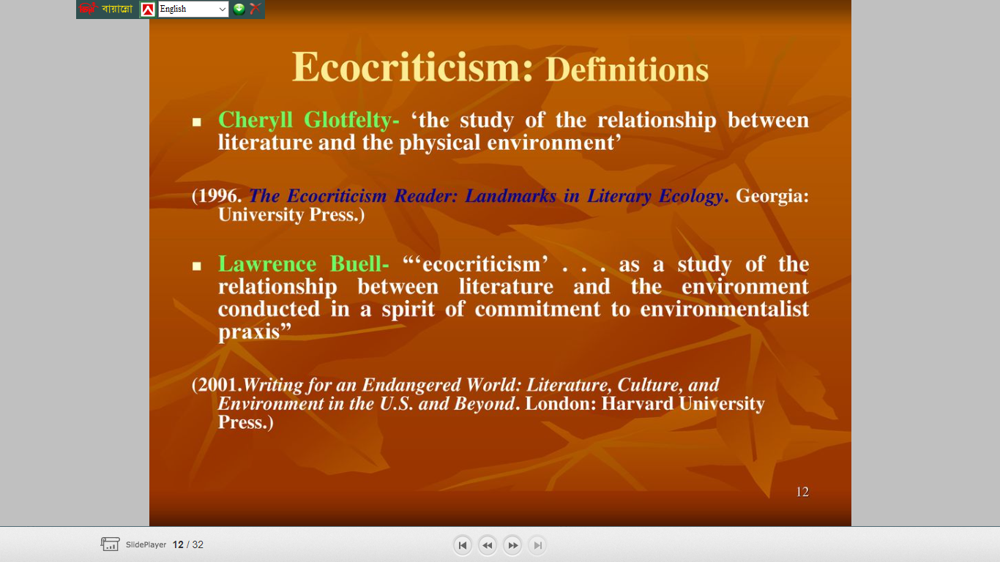 বায়ান্নো
English
Ecocriticism: Definitions
Cheryll Glotfelty- ‘the study of the relationship between
literature and the physical environment’
(1996. The Ecocriticism Reader: Landmarks in Literary Ecology. Georgia:
University Press.)
Lawrence Buell- “‘ecocriticism’ . . . as a study of the
relationship between literature and the environment
conducted in a spirit of commitment to environmentalist
praxis”
(2001.Writing for an Endangered World: Literature, Culture, and
Environment in the U.S. and Beyond. London: Harvard University
Press.)
12
SlidePlayer 12 / 32